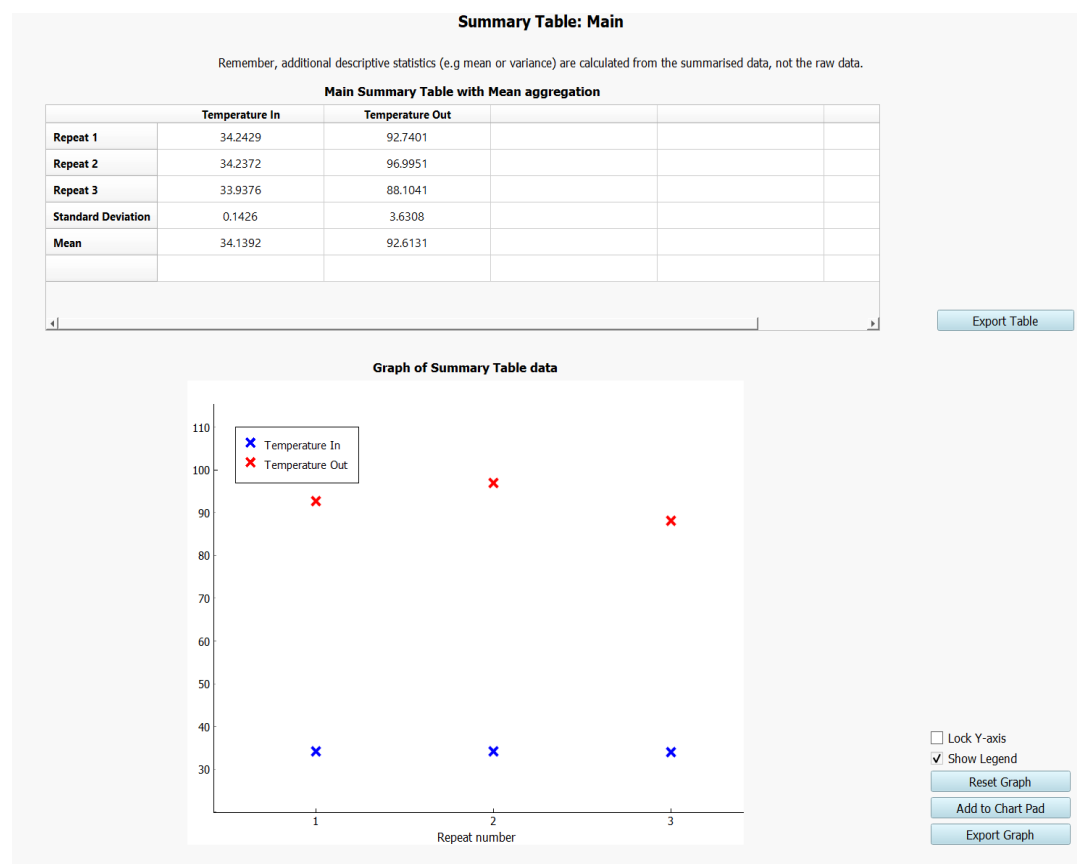 Summary Table: Main
Remember, additional descriptive statistics (e.g mean or variance) are calculated from the summarised data, not the raw data.
Main Summary Table with Mean aggregation
Temperature In Temperature Out
Repeat 1 34.2429 92.7401
Repeat 2 34.2372 96.9951
Repeat 3 33.9376 88.1041
Standard Deviation 0.1426 3.6308
Mean 34.1392 92.6131
Export Table
Graph of Summary Table data
110
100
90
80
70
60
50
40
30
Temperature In
Temperature Out
1 2 3
Repeat number
Lock Y-axis
Show Legend
Reset Graph
Add to Chart Pad
Export Graph